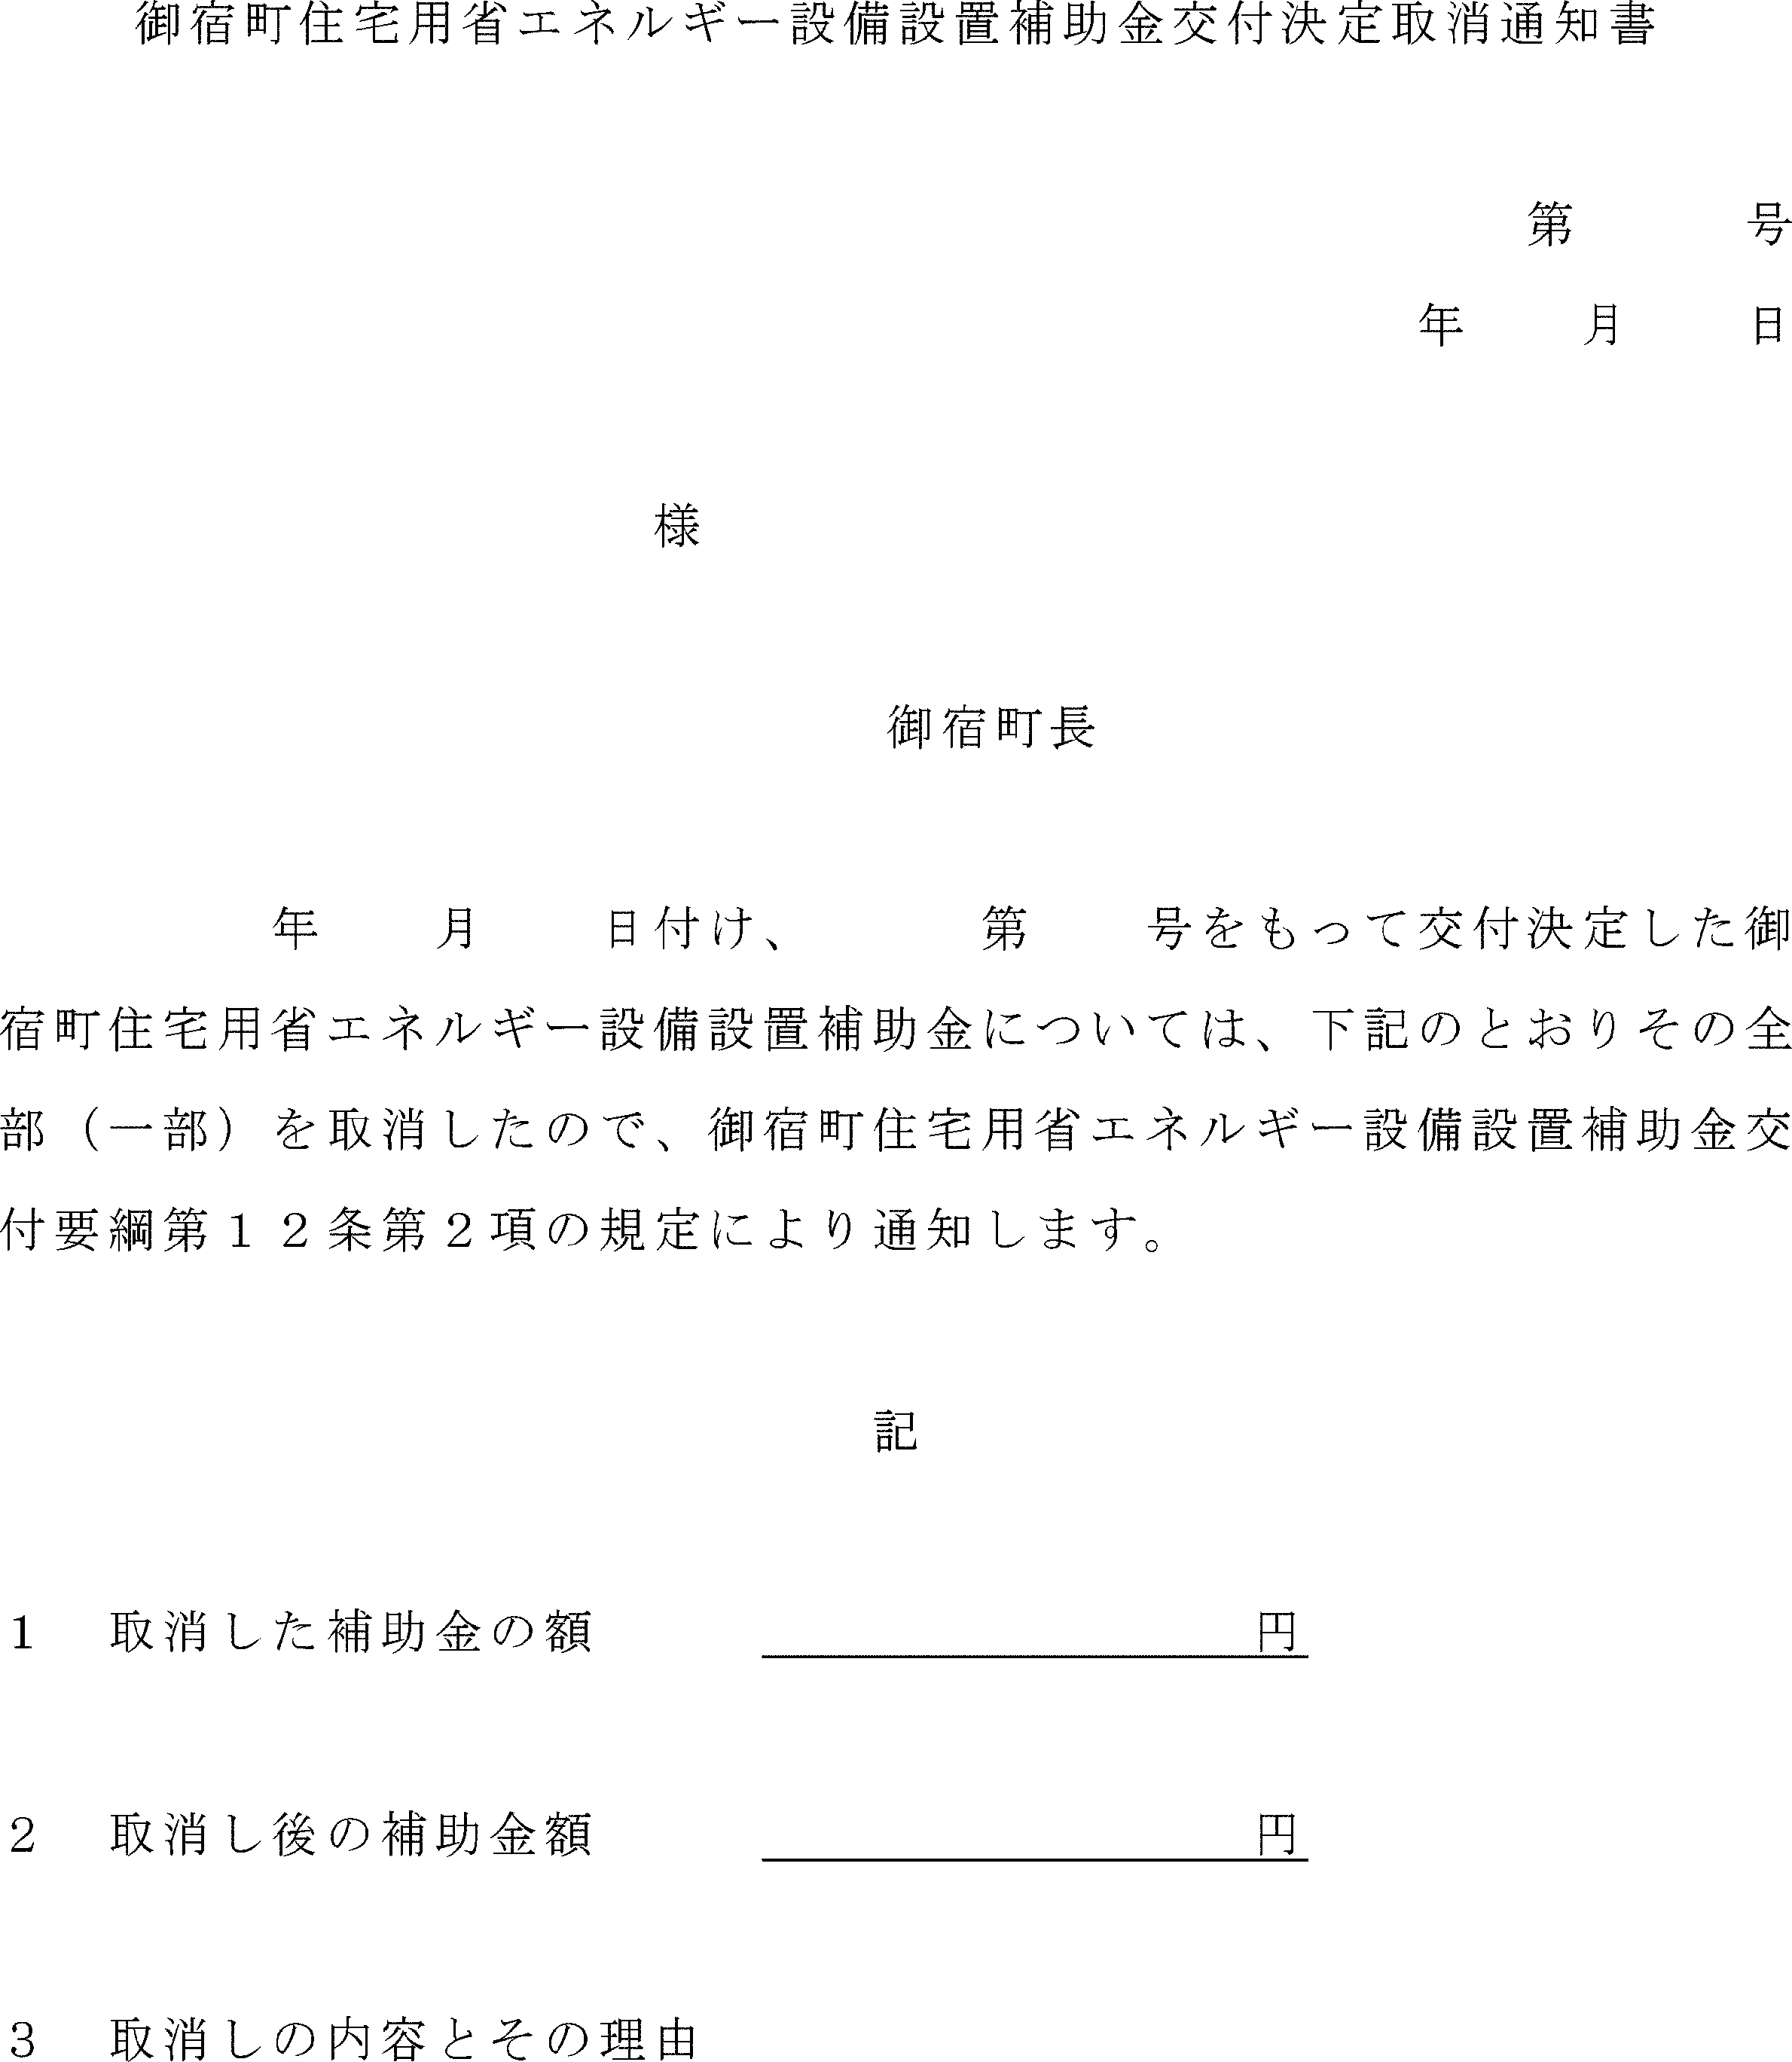 御宿町住宅用省エネルギー設備設置補助金交付決定取消通知書
第　　　号
年　　月　　日
様
御宿町長
年　　月　　日付け、　　　第　　号をもって交付決定した御
宿町住宅用省エネルギー設備設置補助金については、下記のとおりその全
部（一部）を取消したので、御宿町住宅用省エネルギー設備設置補助金交
付要綱第１２条第２項の規定により通知します。
記
１　取消した補助金の額　　　　　　　　　　　　円
２　取消し後の補助金額　　　　　　　　　　　　円
３　取消しの内容とその理由